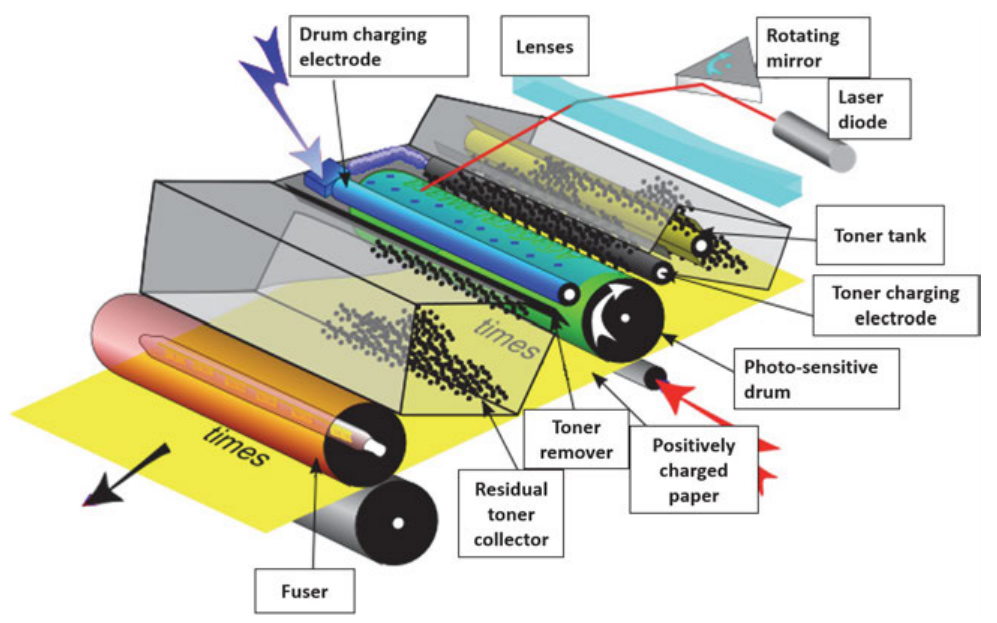 Drum charging
electrode
Lenses
Rotating
mirror
Laser
diode
Toner tank
Toner charging
electrode
Photo-sensitive
drum
times
Toner
remover
Positively
charged
paper
times
Residual
toner
collector
Fuser